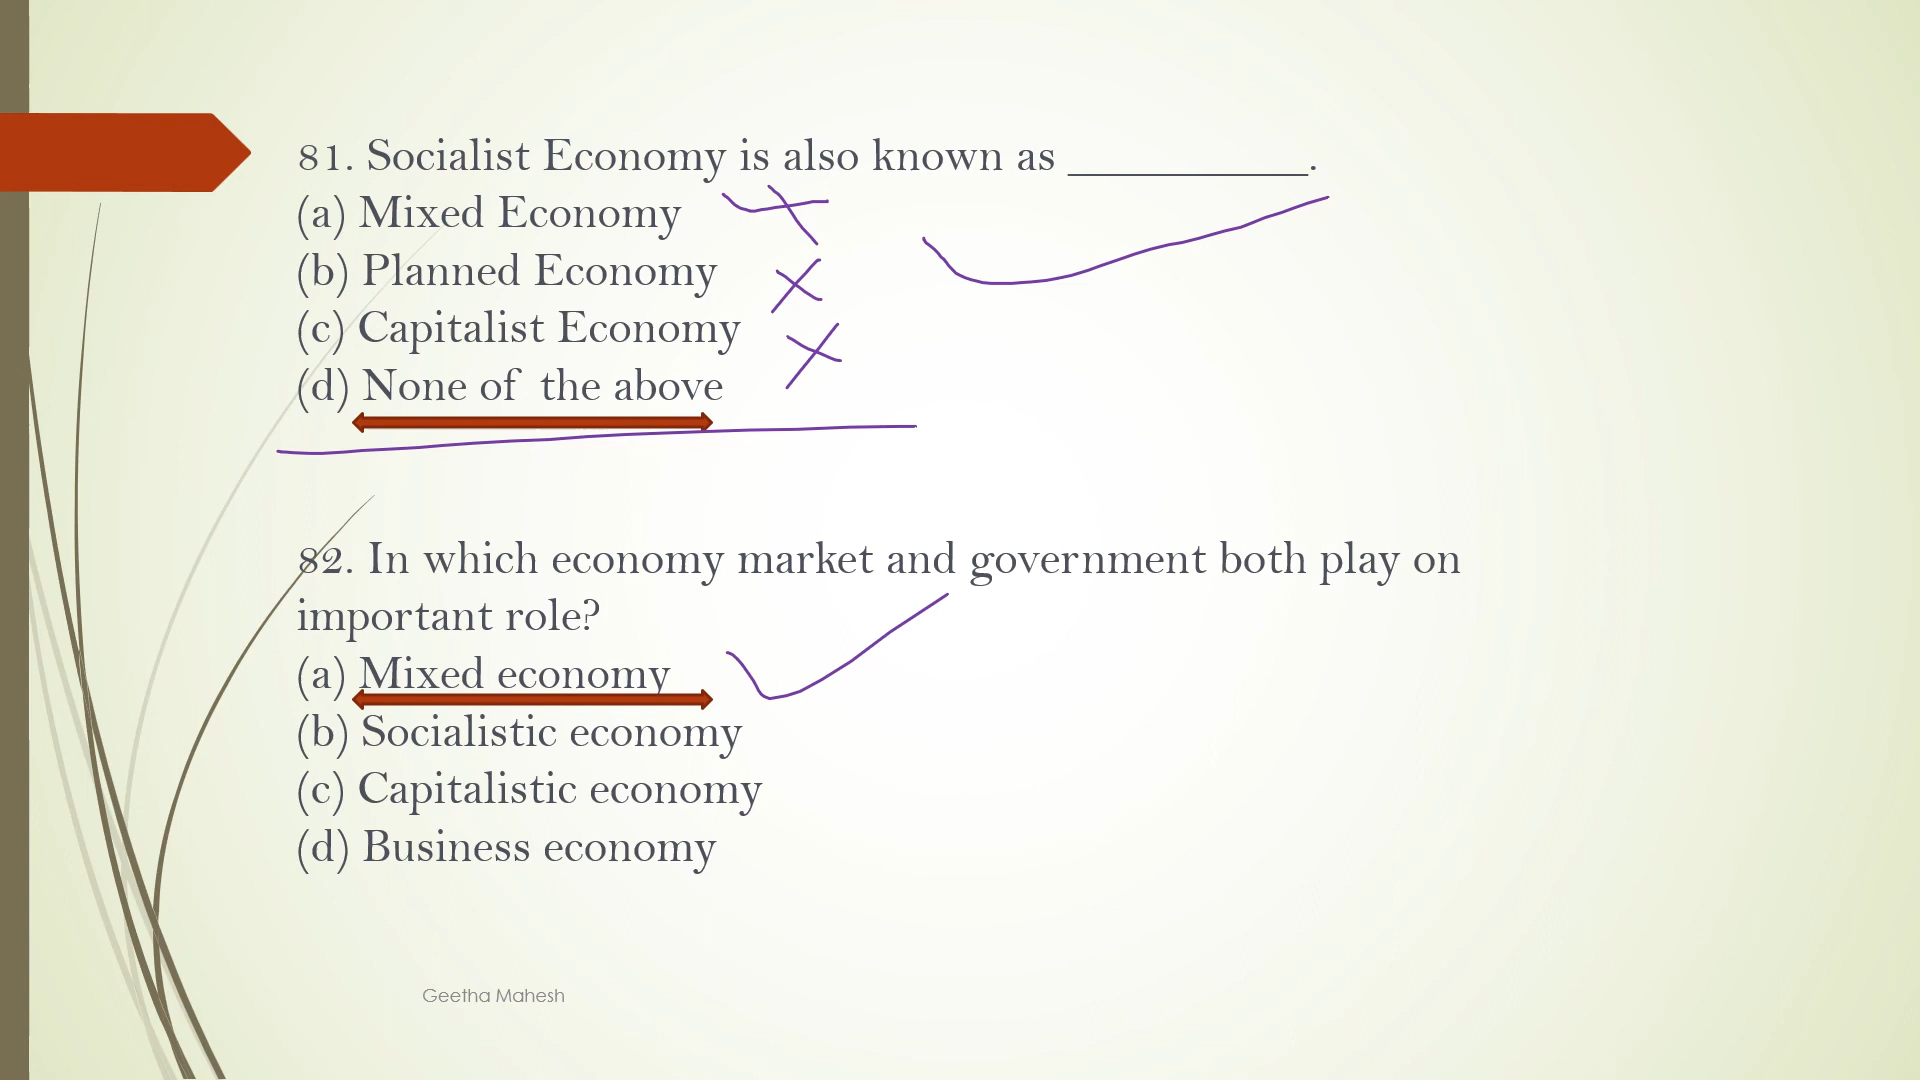 81. Socialist Economy is also known as ____________.
(a) Mixed Economy
(b) Planned Economy
(c) Capitalist Economy
(d) None of the above
82. In which economy market and government both play on
important role?
(a) Mixed economy
(b) Socialistic economy
(c) Capitalistic economy
(d) Business economy
Geetha Mahesh